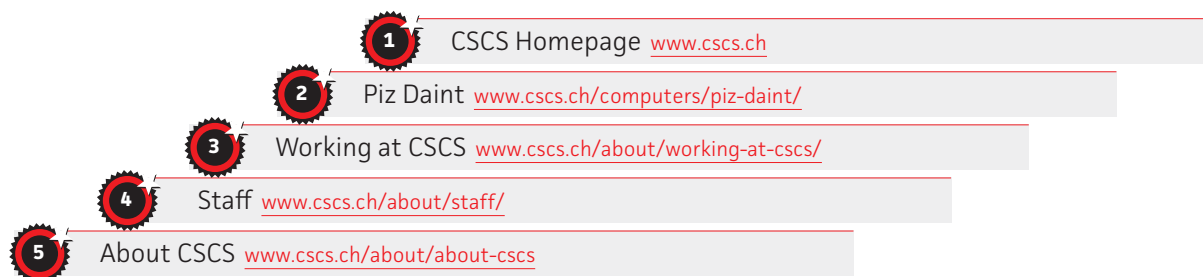 1 CSCS Homepage www.cscs.ch
2 Piz Daint www.cscs.ch/computers/piz-daint/
3 Working at CSCS www.cscs.ch/about/working-at-cscs/
4 Staff www.cscs.ch/about/staff/
5 About CSCS www.cscs.ch/about/about-cscs